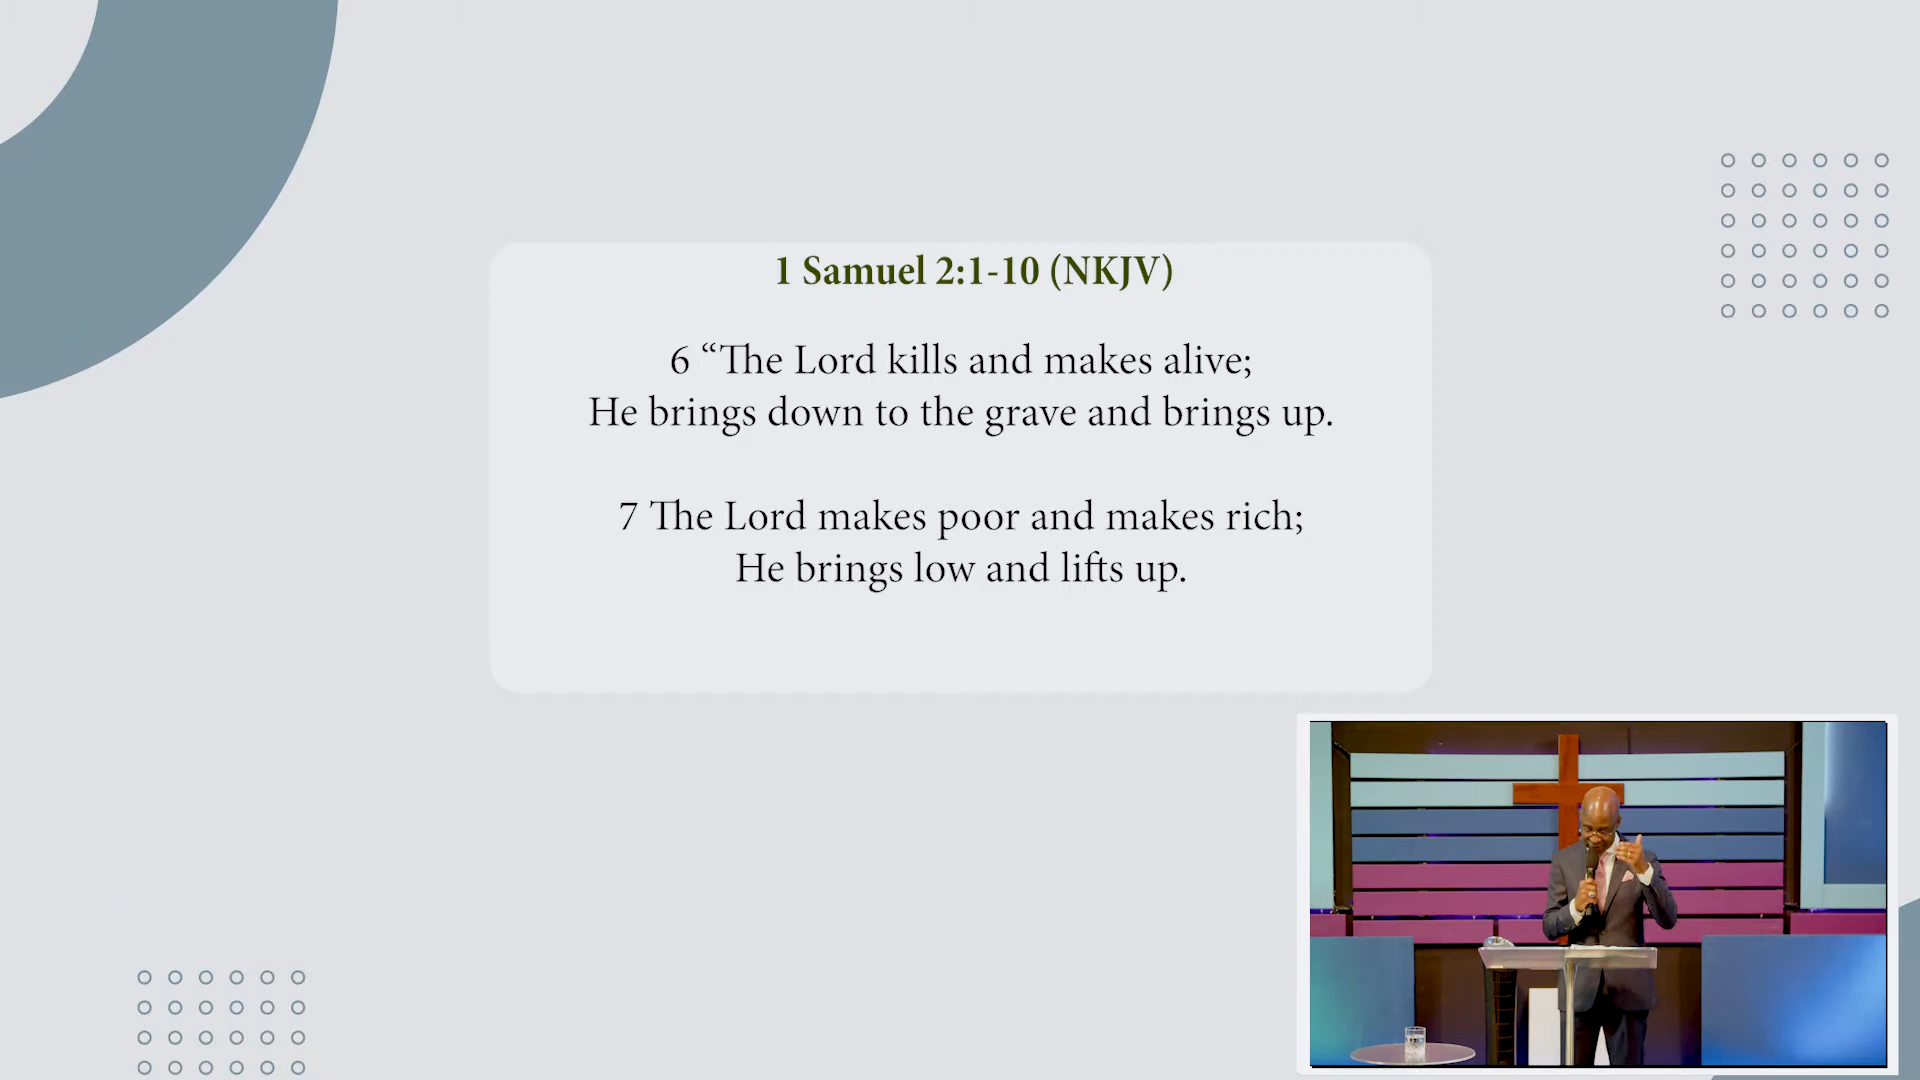 1 Samuel 2:1-10 (NKJV)
6 “The Lord kills and makes alive;
He brings down to the grave and brings up.
7 The Lord makes poor and makes rich;
He brings low and lifts up.